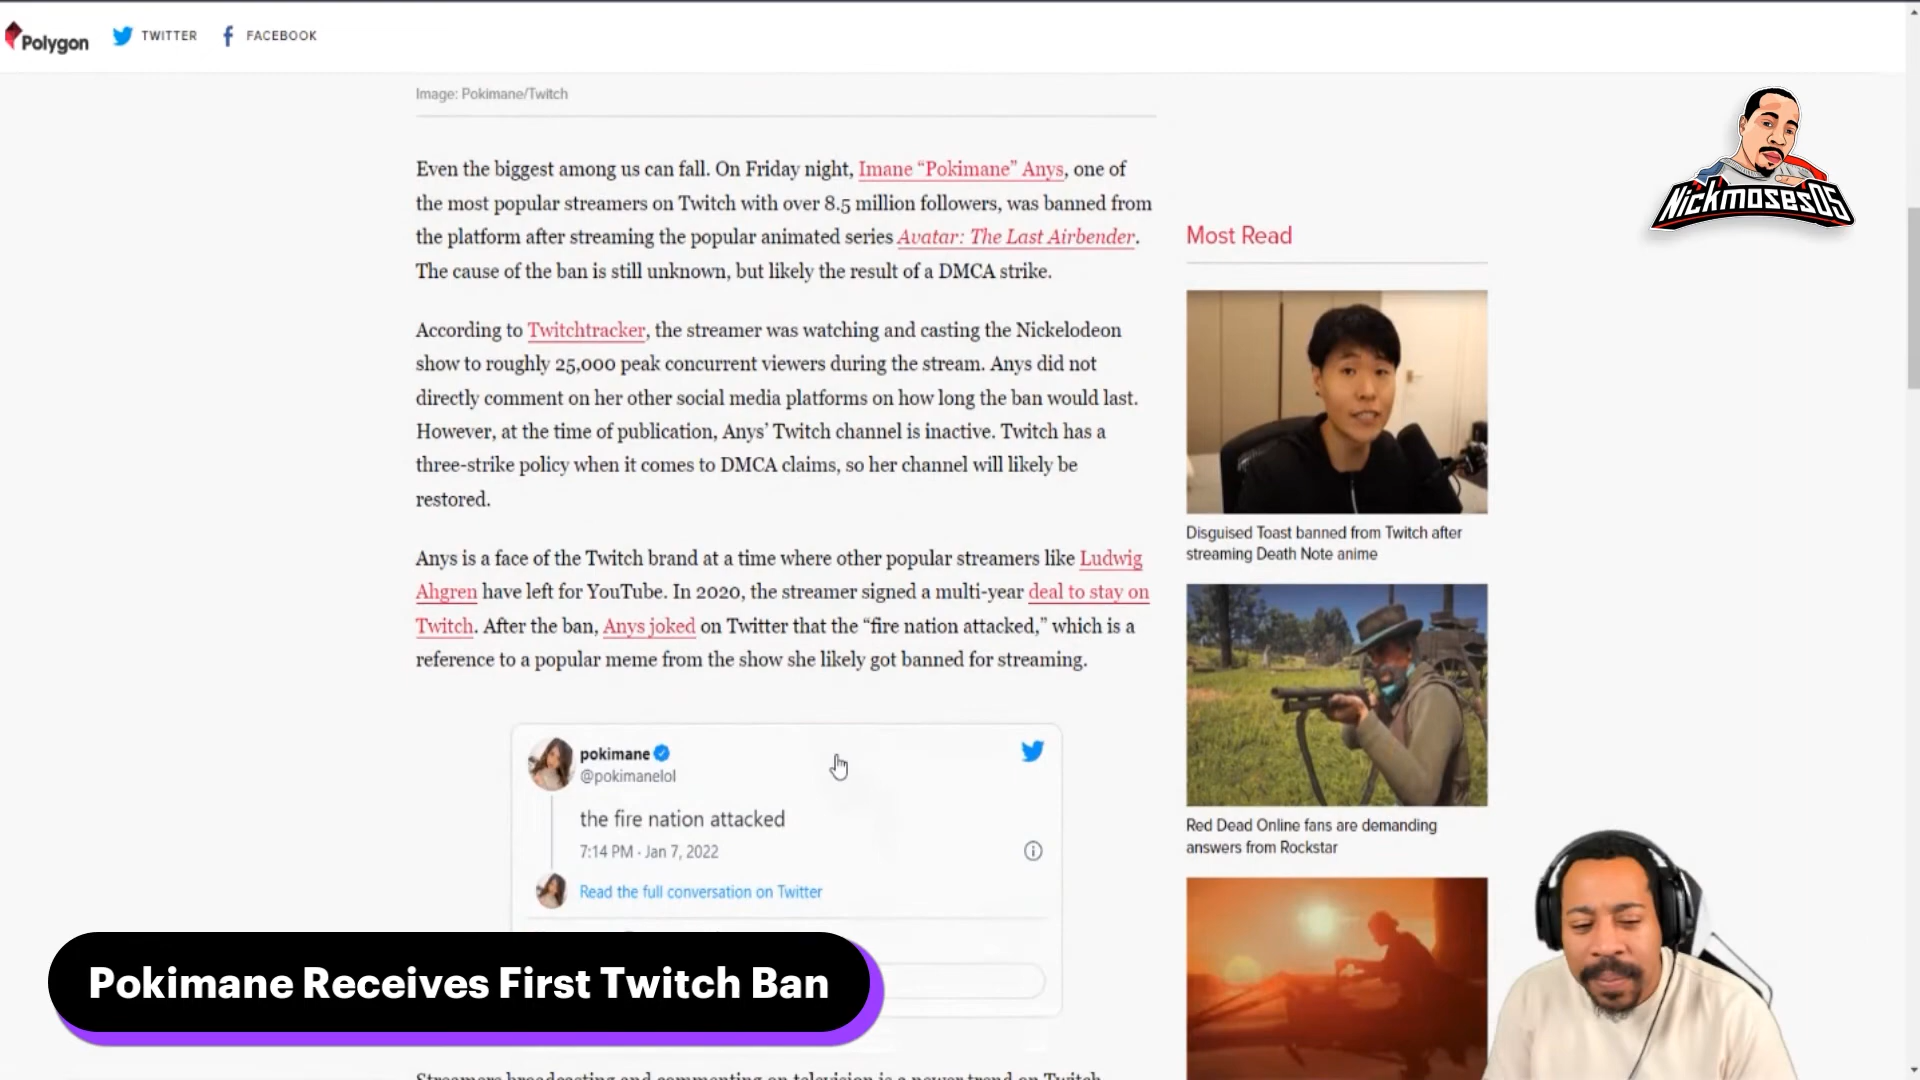 Polygon
TWITTER
FACEBOOK
Image: Pokimane/Twitch
Even the biggest among us can fall. On Friday night, Imane “Pokimane” Anys, one of
the most popular streamers on Twitch with over 8.5 million followers, was banned from
the platform after streaming the popular animated series Avatar: The Last Airbender.
The cause of the ban is still unknown, but likely the result of a DMCA strike.
According to Twitchtracker, the streamer was watching and casting the Nickelodeon
show to roughly 25,000 peak concurrent viewers during the stream. Anys did not
directly comment on her other social media platforms on how long the ban would last.
However, at the time of publication, Anys’ Twitch channel is inactive. Twitch has a
three-strike policy when it comes to DMCA claims, so her channel will likely be
restored.
Anys is a face of the Twitch brand at a time where other popular streamers like Ludwig
Ahgren have left for YouTube. In 2020, the streamer signed a multi-year deal to stay on
Twitch. After the ban, Anys joked on Twitter that the “fire nation attacked,” which is a
reference to a popular meme from the show she likely got banned for streaming.
pokimane
@pokimanelol
the fire nation attacked
7:14 PM · Jan 7, 2022
Read the full conversation on Twitter
Streamers broadcasting and commenting on television is a newer trend on Twitch
NickmosesO5
Most Read
Disguised Toast banned from Twitch after
streaming Death Note anime
Red Dead Online fans are demanding
answers from Rockstar
Pokimane Receives First Twitch Ban